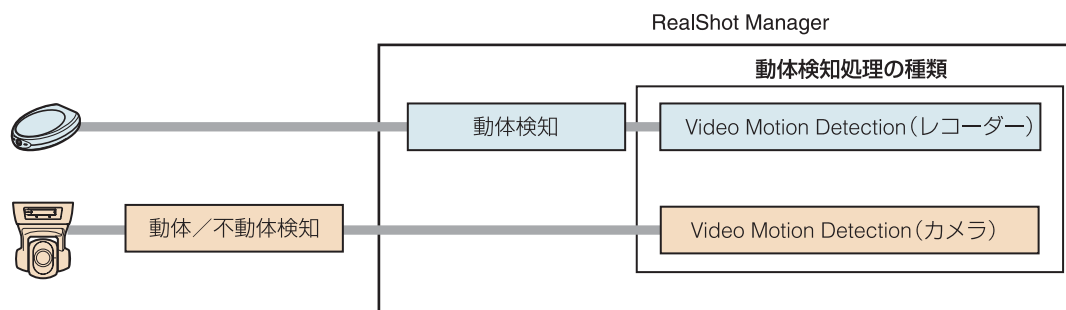 RealShot Manager
動体検知処理の種類
動体検知
Video Motion Detection（レコーダー）
動体／不動体検知
Video Motion Detection（カメラ）